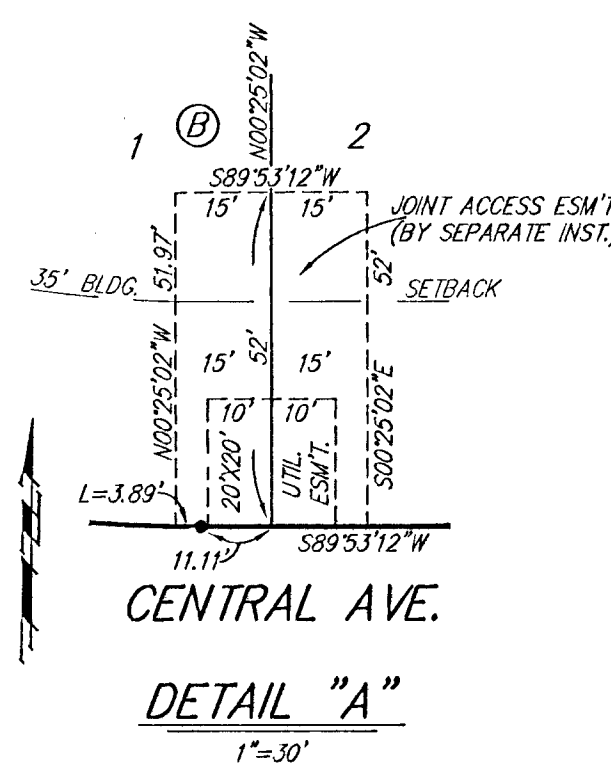 N00°25'02"W
1 B 2
S89°53'12"W
15' 15'
JOINT ACCESS ESM'T
(BY SEPARATE INST.)
51.97' 52'
35' BLDG. SETBACK
52'
15' 15'
N00°25'02"W S00°25'02"E
10' 10'
20'X20' UTIL. ESM'T.
L=3.89'
11.11' S89°53'12"W
CENTRAL AVE.
DETAIL "A"
1"=30'